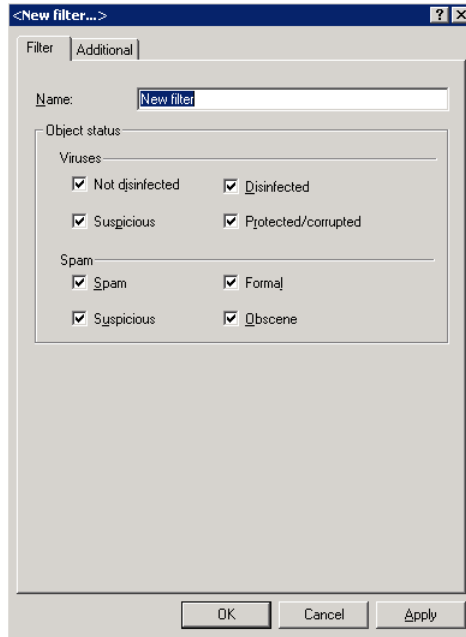 <New filter...>
Filter Additional
Name: New filter
Object status
Viruses
Not disinfected Disinfected
Suspicious Protected/corrupted
Spam
Spam Formal
Suspicious Obscene
OK Cancel Apply